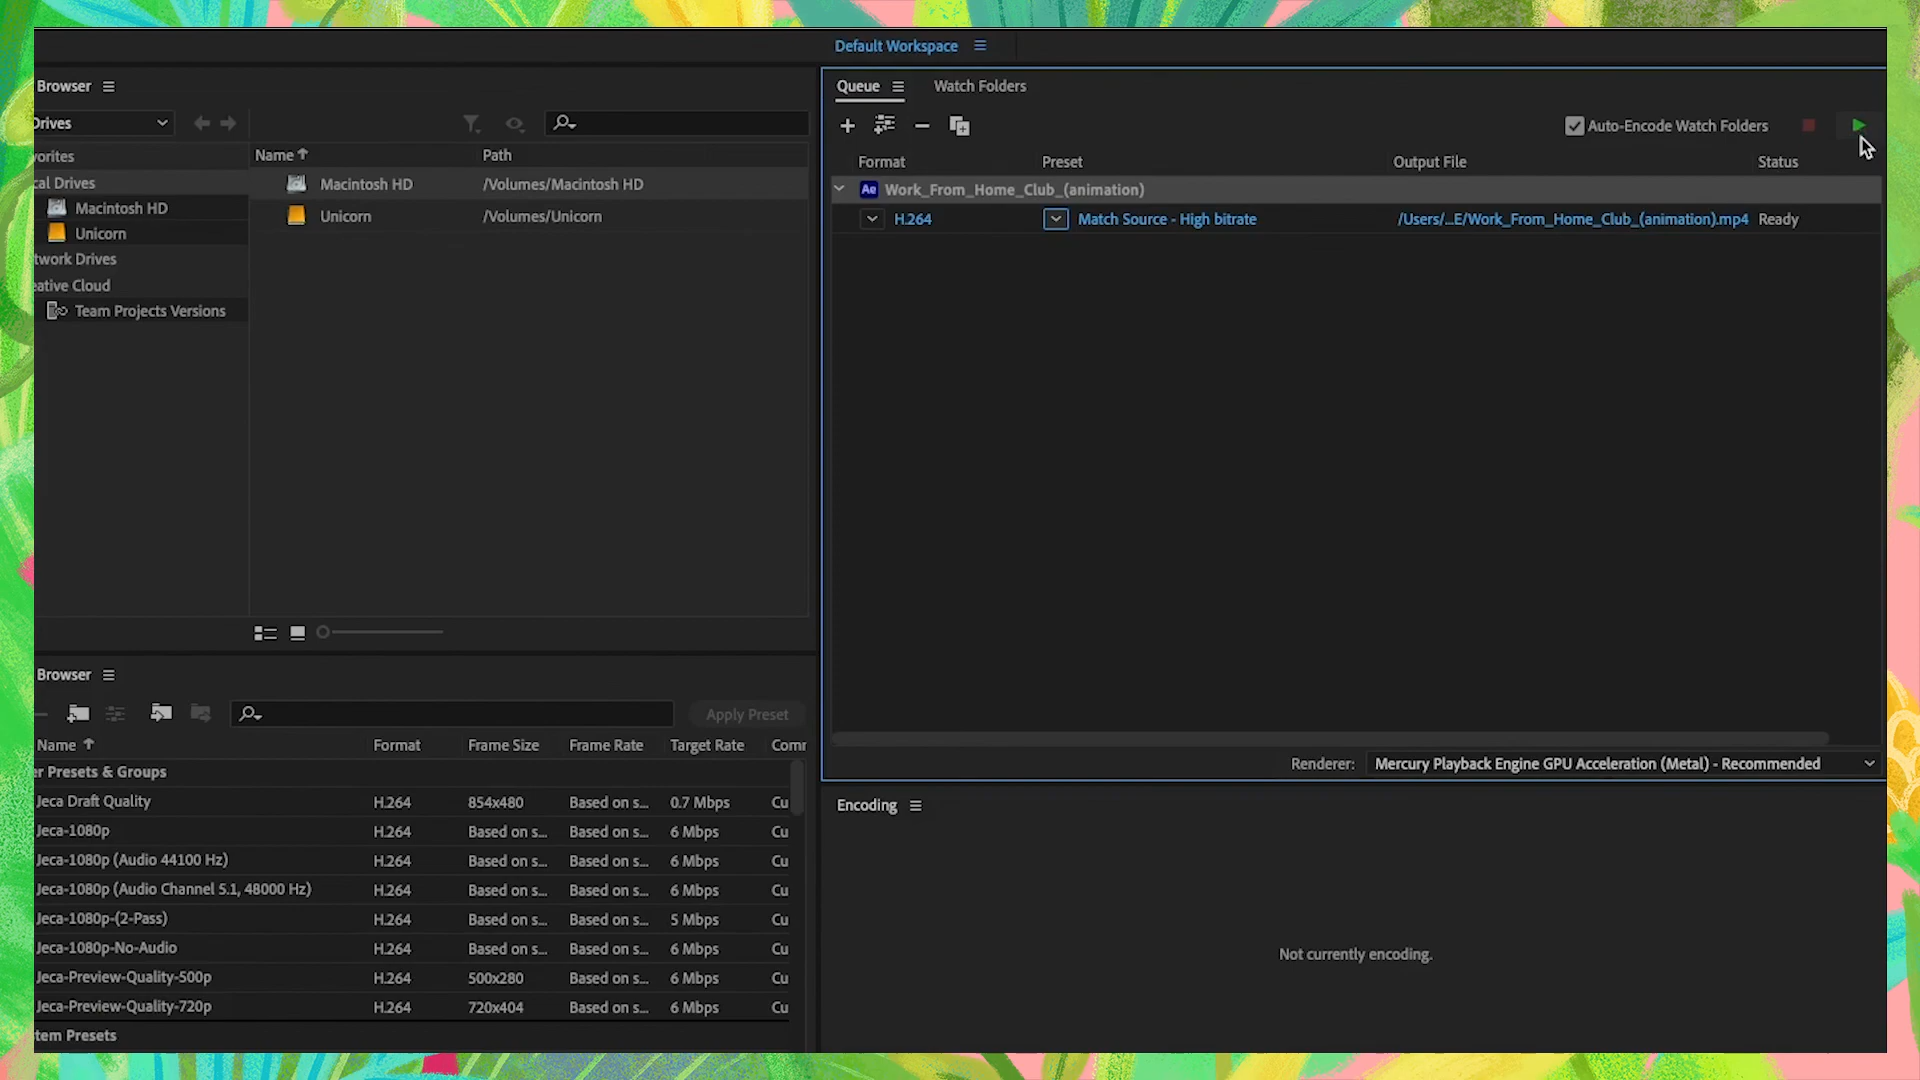 Default Workspace
Browser
Drives
vorites
cal Drives
Macintosh HD
Unicorn
twork Drives
eative Cloud
Team Projects Versions
Name Path
Macintosh HD /Volumes/Macintosh HD
Unicorn /Volumes/Unicorn
Queue Watch Folders
Auto-Encode Watch Folders
Format Preset Output File Status
Ae Work_From_Home_Club_(animation)
H.264 Match Source - High bitrate /Users/...E/Work_From_Home_Club_(animation).mp4 Ready
Renderer: Mercury Playback Engine GPU Acceleration (Metal) - Recommended
Browser
Apply Preset
Name Format Frame Size Frame Rate Target Rate Comm
er Presets & Groups
Jeca Draft Quality H.264 854x480 Based on s... 0.7 Mbps Cu
Jeca-1080p H.264 Based on s... Based on s... 6 Mbps Cu
Jeca-1080p (Audio 44100 Hz) H.264 Based on s... Based on s... 6 Mbps Cu
Jeca-1080p (Audio Channel 5.1, 48000 Hz) H.264 Based on s... Based on s... 6 Mbps Cu
Jeca-1080p-(2-Pass) H.264 Based on s... Based on s... 5 Mbps Cu
Jeca-1080p-No-Audio H.264 Based on s... Based on s... 6 Mbps Cu
Jeca-Preview-Quality-500p H.264 500x280 Based on s... 6 Mbps Cu
Jeca-Preview-Quality-720p H.264 720x404 Based on s... 6 Mbps Cu
tem Presets
Encoding
Not currently encoding.